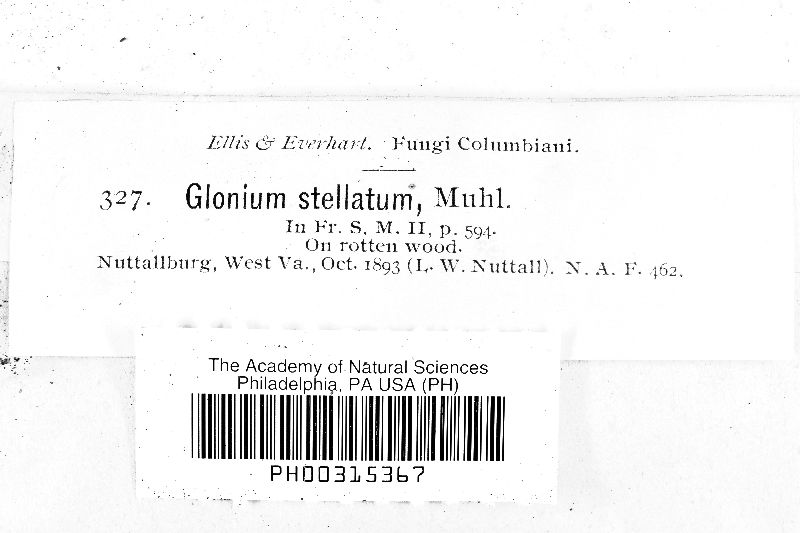 Ellis & Everhart. Fungi Columbiani.
327. Glonium stellatum, Muhl.
In Fr. S. M. II, p. 594.
On rotten wood.
Nuttallburg, West Va., Oct. 1893 (L. W. Nuttall). N. A. F. 462.
The Academy of Natural Sciences
Philadelphia, PA USA (PH)
PH00315367